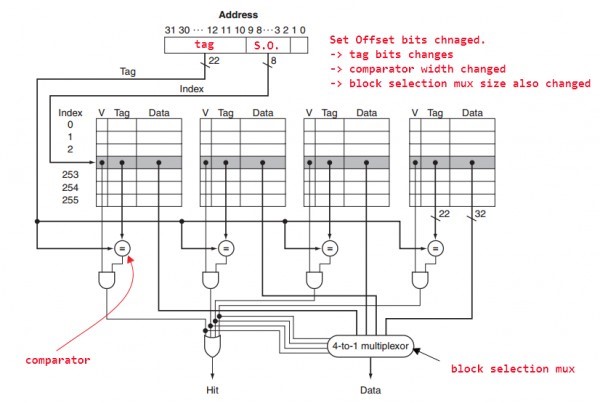 Address
31 30 ··· 12 11 10 9 8 ··· 3 2 1 0
tag S.O.
22 8
Tag
Index
Set Offset bits chnaged.
-> tag bits changes
-> comparator width changed
-> block selection mux size also changed
Index V Tag Data V Tag Data V Tag Data V Tag Data
0
1
2
253
254
255
22 32
= = = =
comparator
4-to-1 multiplexor
block selection mux
Hit Data